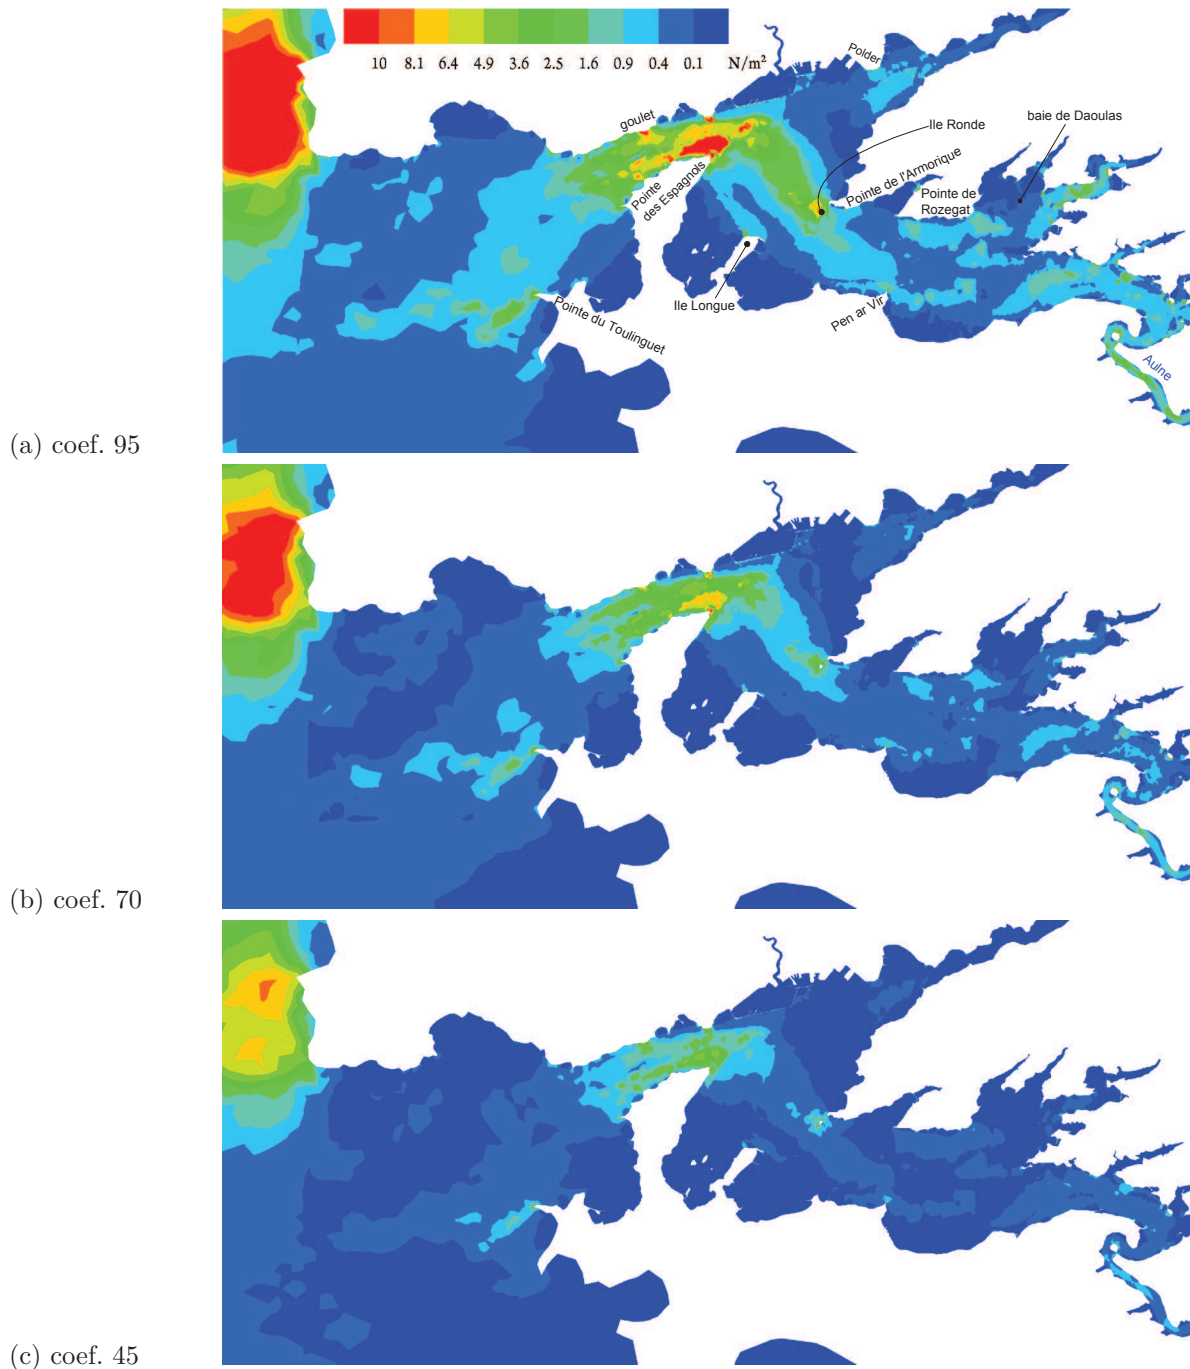 10 8.1 6.4 4.9 3.6 2.5 1.6 0.9 0.4 0.1 N/m²
Polder
goulet
Ile Ronde
baie de Daoulas
Pointe de l'Armorique
Pointe
des Espagnols
Pointe de
Rozegat
Ile Longue
Pointe du Toulinguet
Pen ar Vir
Aulne
(a) coef. 95
(b) coef. 70
(c) coef. 45